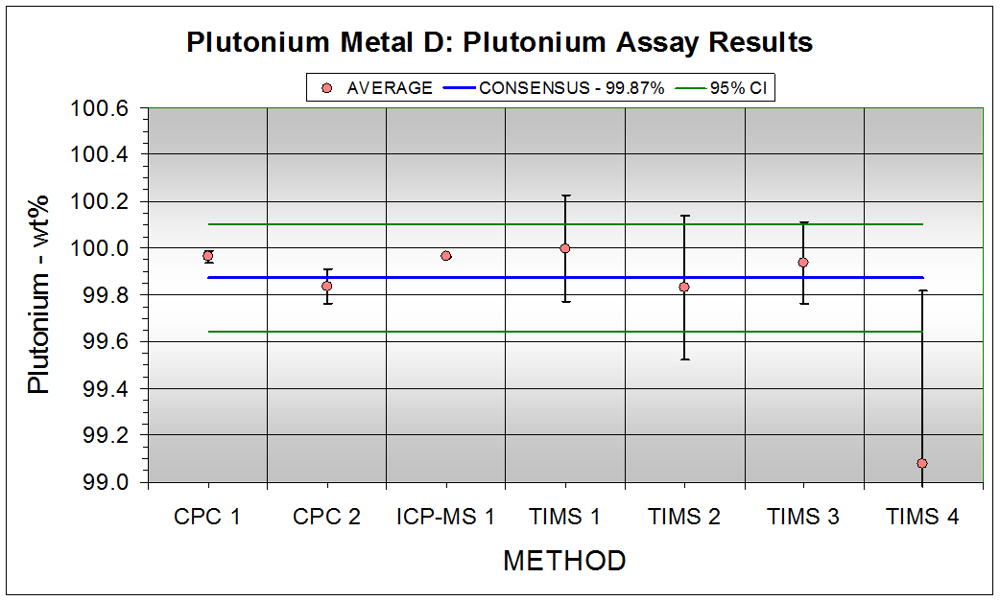 Plutonium Metal D: Plutonium Assay Results
AVERAGE CONSENSUS - 99.87% 95% CI
100.6
100.4
100.2
100.0
99.8
99.6
99.4
99.2
99.0
Plutonium - wt%
CPC 1 CPC 2 ICP-MS 1 TIMS 1 TIMS 2 TIMS 3 TIMS 4
METHOD